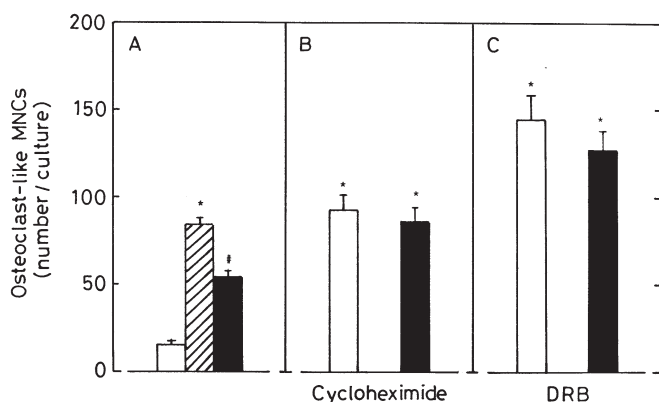 Osteoclast-like MNCs
(number/culture)
200
150
100
50
0
A
*
‡
B
*
*
Cycloheximide
C
*
*
DRB